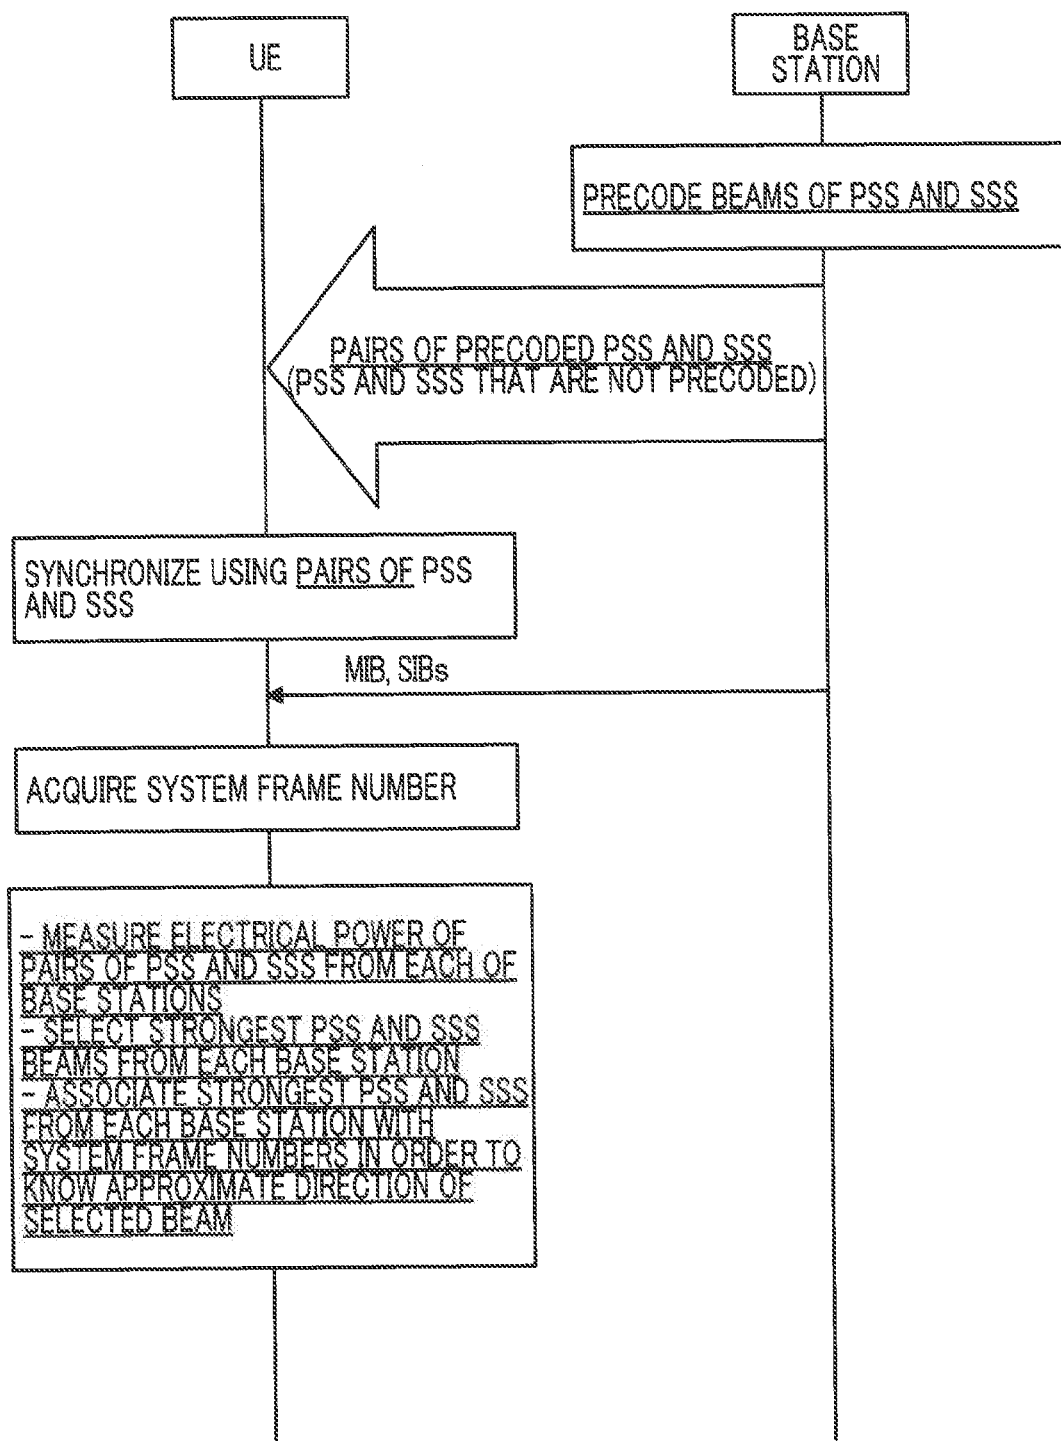 UE
BASE
STATION
PRECODE BEAMS OF PSS AND SSS
PAIRS OF PRECODED PSS AND SSS
(PSS AND SSS THAT ARE NOT PRECODED)
SYNCHRONIZE USING PAIRS OF PSS
AND SSS
MIB, SIBs
ACQUIRE SYSTEM FRAME NUMBER
- MEASURE ELECTRICAL POWER OF
PAIRS OF PSS AND SSS FROM EACH OF
BASE STATIONS
- SELECT STRONGEST PSS AND SSS
BEAMS FROM EACH BASE STATION
- ASSOCIATE STRONGEST PSS AND SSS
FROM EACH BASE STATION WITH
SYSTEM FRAME NUMBERS IN ORDER TO
KNOW APPROXIMATE DIRECTION OF
SELECTED BEAM